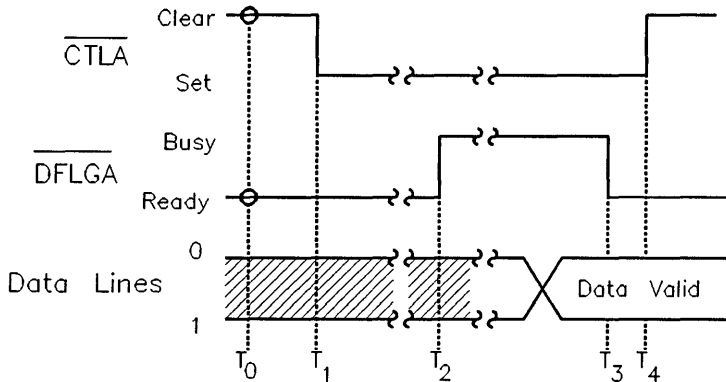 Clear
CTLA
Set
Busy
DFLGA
Ready
0
Data Lines
Data Valid
1
T0 T1 T2 T3 T4